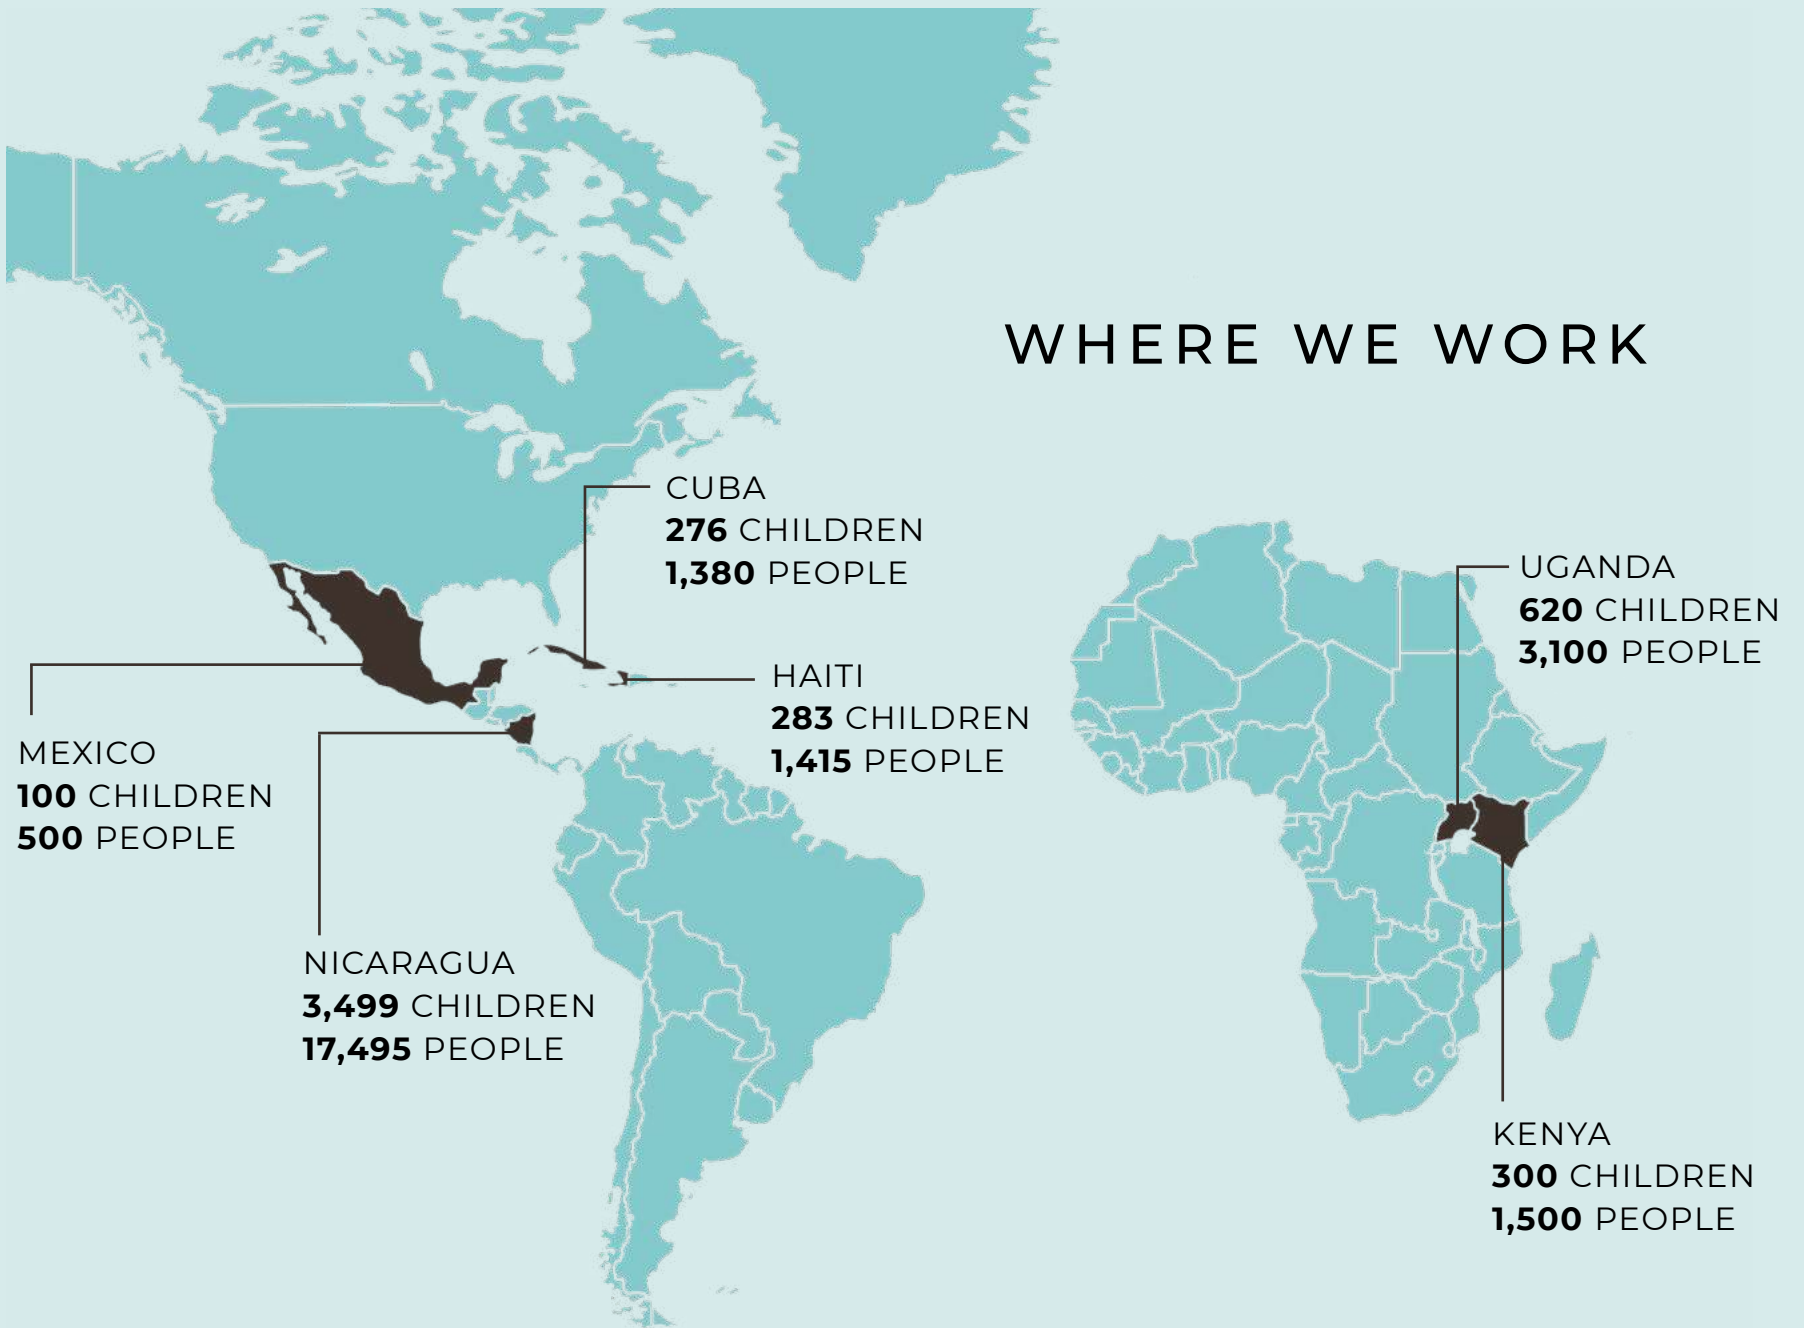 WHERE WE WORK
CUBA
276 CHILDREN
1,380 PEOPLE
UGANDA
620 CHILDREN
3,100 PEOPLE
HAITI
283 CHILDREN
1,415 PEOPLE
MEXICO
100 CHILDREN
500 PEOPLE
NICARAGUA
3,499 CHILDREN
17,495 PEOPLE
KENYA
300 CHILDREN
1,500 PEOPLE